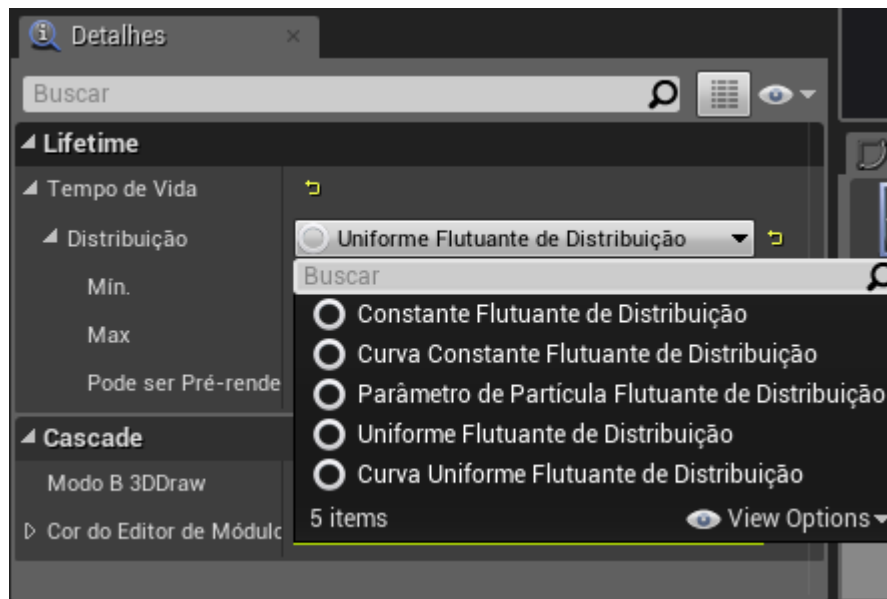 Detalhes
Buscar
Lifetime
Tempo de Vida
Distribuição
Uniforme Flutuante de Distribuição
Buscar
Mín.
Constante Flutuante de Distribuição
Max
Curva Constante Flutuante de Distribuição
Pode ser Pré-rende
Parâmetro de Partícula Flutuante de Distribuição
Cascade
Uniforme Flutuante de Distribuição
Modo B 3DDraw
Curva Uniforme Flutuante de Distribuição
Cor do Editor de Módulo
5 items
View Options